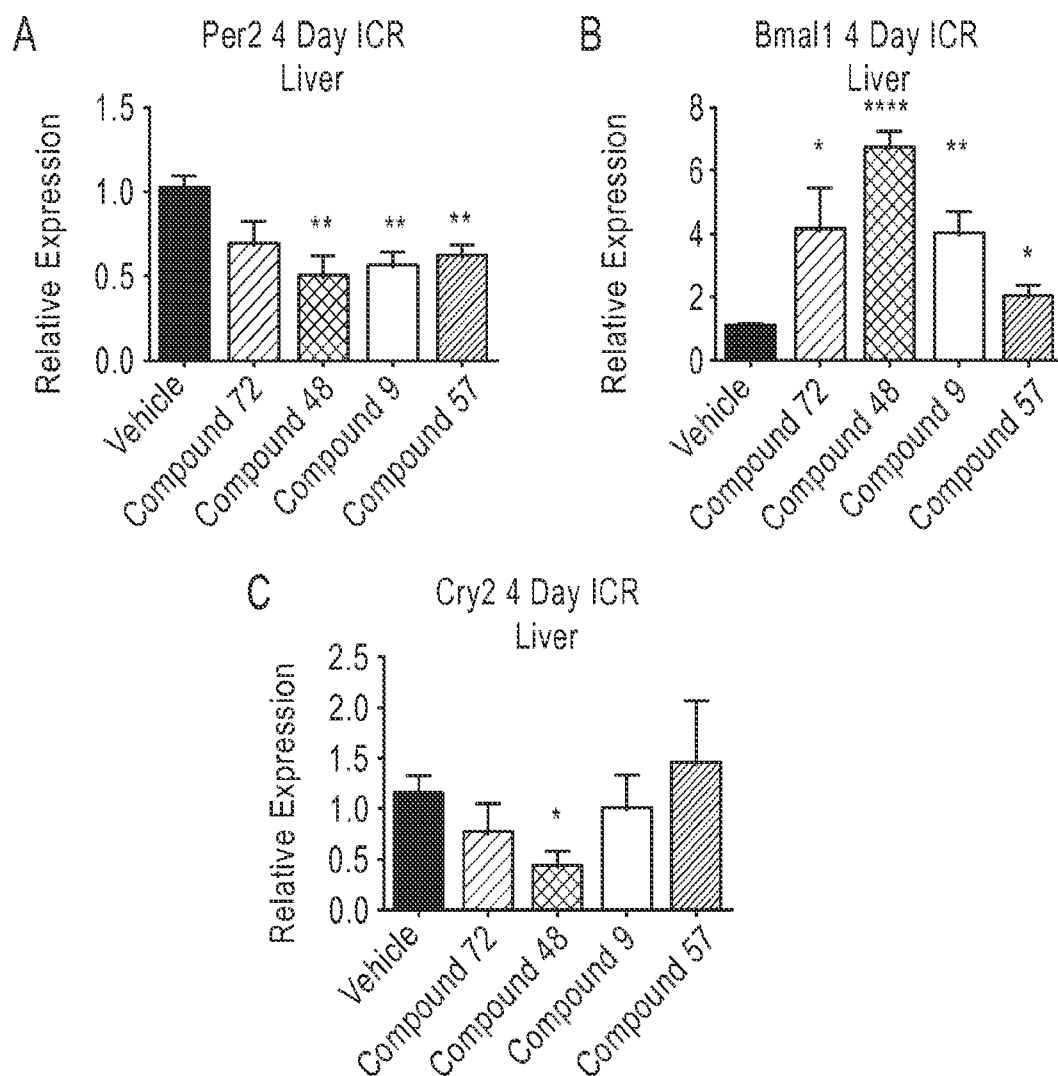 A
Per2 4 Day ICR
Liver
Relative Expression
1.5
1.0
0.5
0.0
**
**
**
Vehicle
Compound 72
Compound 48
Compound 9
Compound 57
B
Bmal1 4 Day ICR
Liver
Relative Expression
8
6
4
2
0
*
****
**
*
Vehicle
Compound 72
Compound 48
Compound 9
Compound 57
C
Cry2 4 Day ICR
Liver
Relative Expression
2.5
2.0
1.5
1.0
0.5
0.0
*
Vehicle
Compound 72
Compound 48
Compound 9
Compound 57